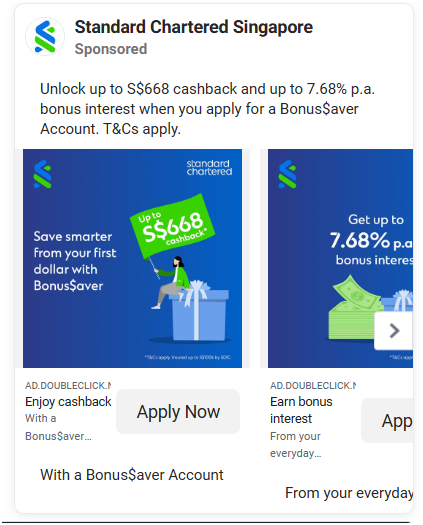 Standard Chartered Singapore
Sponsored
Unlock up to S$668 cashback and up to 7.68% p.a.
bonus interest when you apply for a Bonus$aver
Account. T&Cs apply.
standard
chartered
Up to
S$668
cashback*
Save smarter
from your first
dollar with
Bonus$aver
*T&Cs apply. Insured up to S$100k by SDIC.
Get up to
7.68% p.a
bonus interes
*T&Cs appl
AD.DOUBLECLICK.N
Enjoy cashback
With a
Bonus$aver...
Apply Now
AD.DOUBLECLICK.N
Earn bonus
interest
From your
everyday...
App
With a Bonus$aver Account
From your everyday